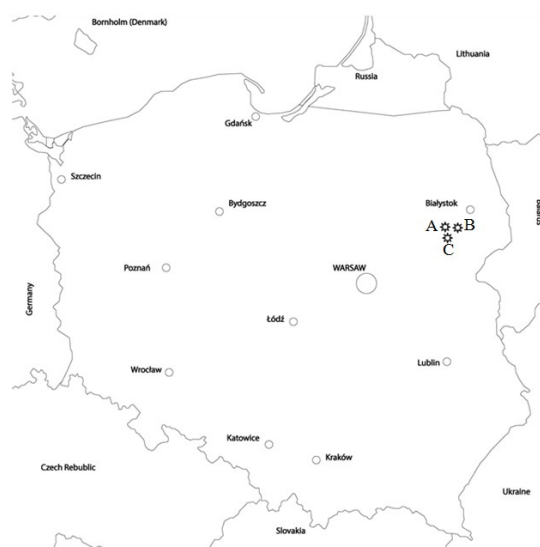 Bornholm (Denmark)
Lithuania
Russia
Gdańsk
Szczecin
Białystok
Bydgoszcz
Belarus
A
B
C
Poznań
WARSAW
Germany
Łódź
Lublin
Wrocław
Katowice
Kraków
Czech Rebublic
Ukraine
Slovakia